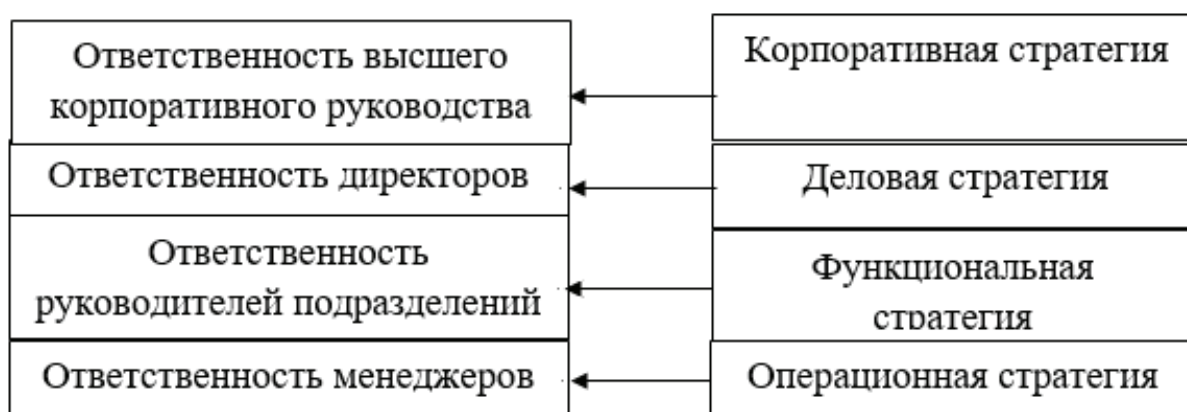 Ответственность высшего
корпоративного руководства
Корпоративная стратегия
Ответственность директоров
Деловая стратегия
Ответственность
руководителей подразделений
Функциональная
стратегия
Ответственность менеджеров
Операционная стратегия